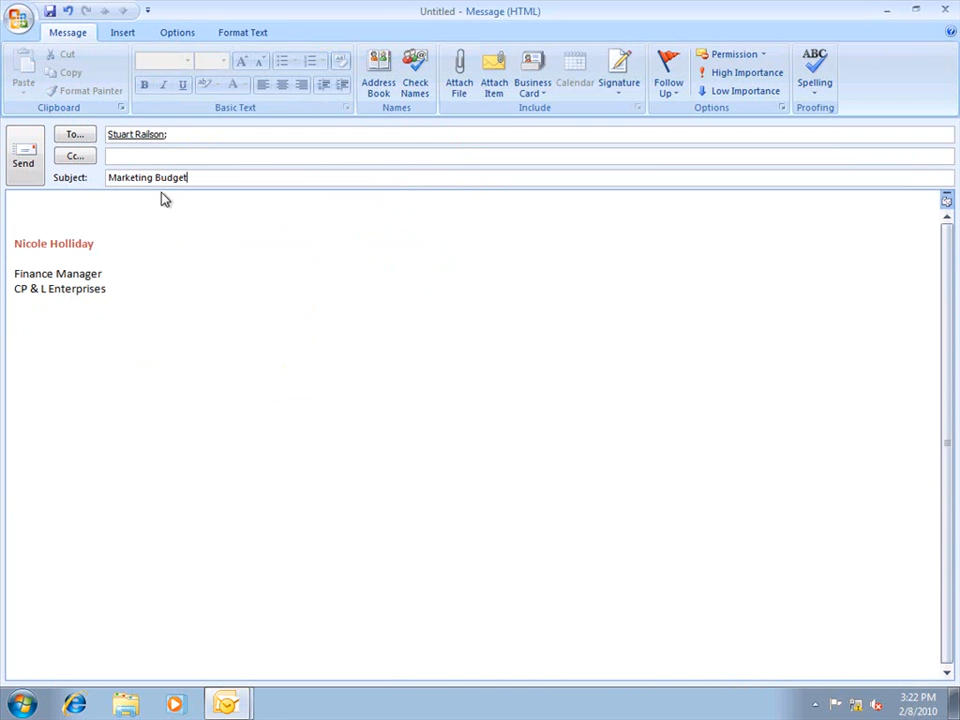 Untitled - Message (HTML)
Message Insert Options Format Text
Paste
Cut
Copy
Format Painter
Clipboard
B I U ab A
Basic Text
Address Book
Check Names
Names
Attach File
Attach Item
Business Card
Calendar
Signature
Include
Follow Up
Permission
High Importance
Low Importance
Options
ABC
Spelling
Proofing
Send
To... Stuart Railson;
Cc...
Subject: Marketing Budget
Nicole Holliday
Finance Manager
CP & L Enterprises
3:22 PM
2/8/2010